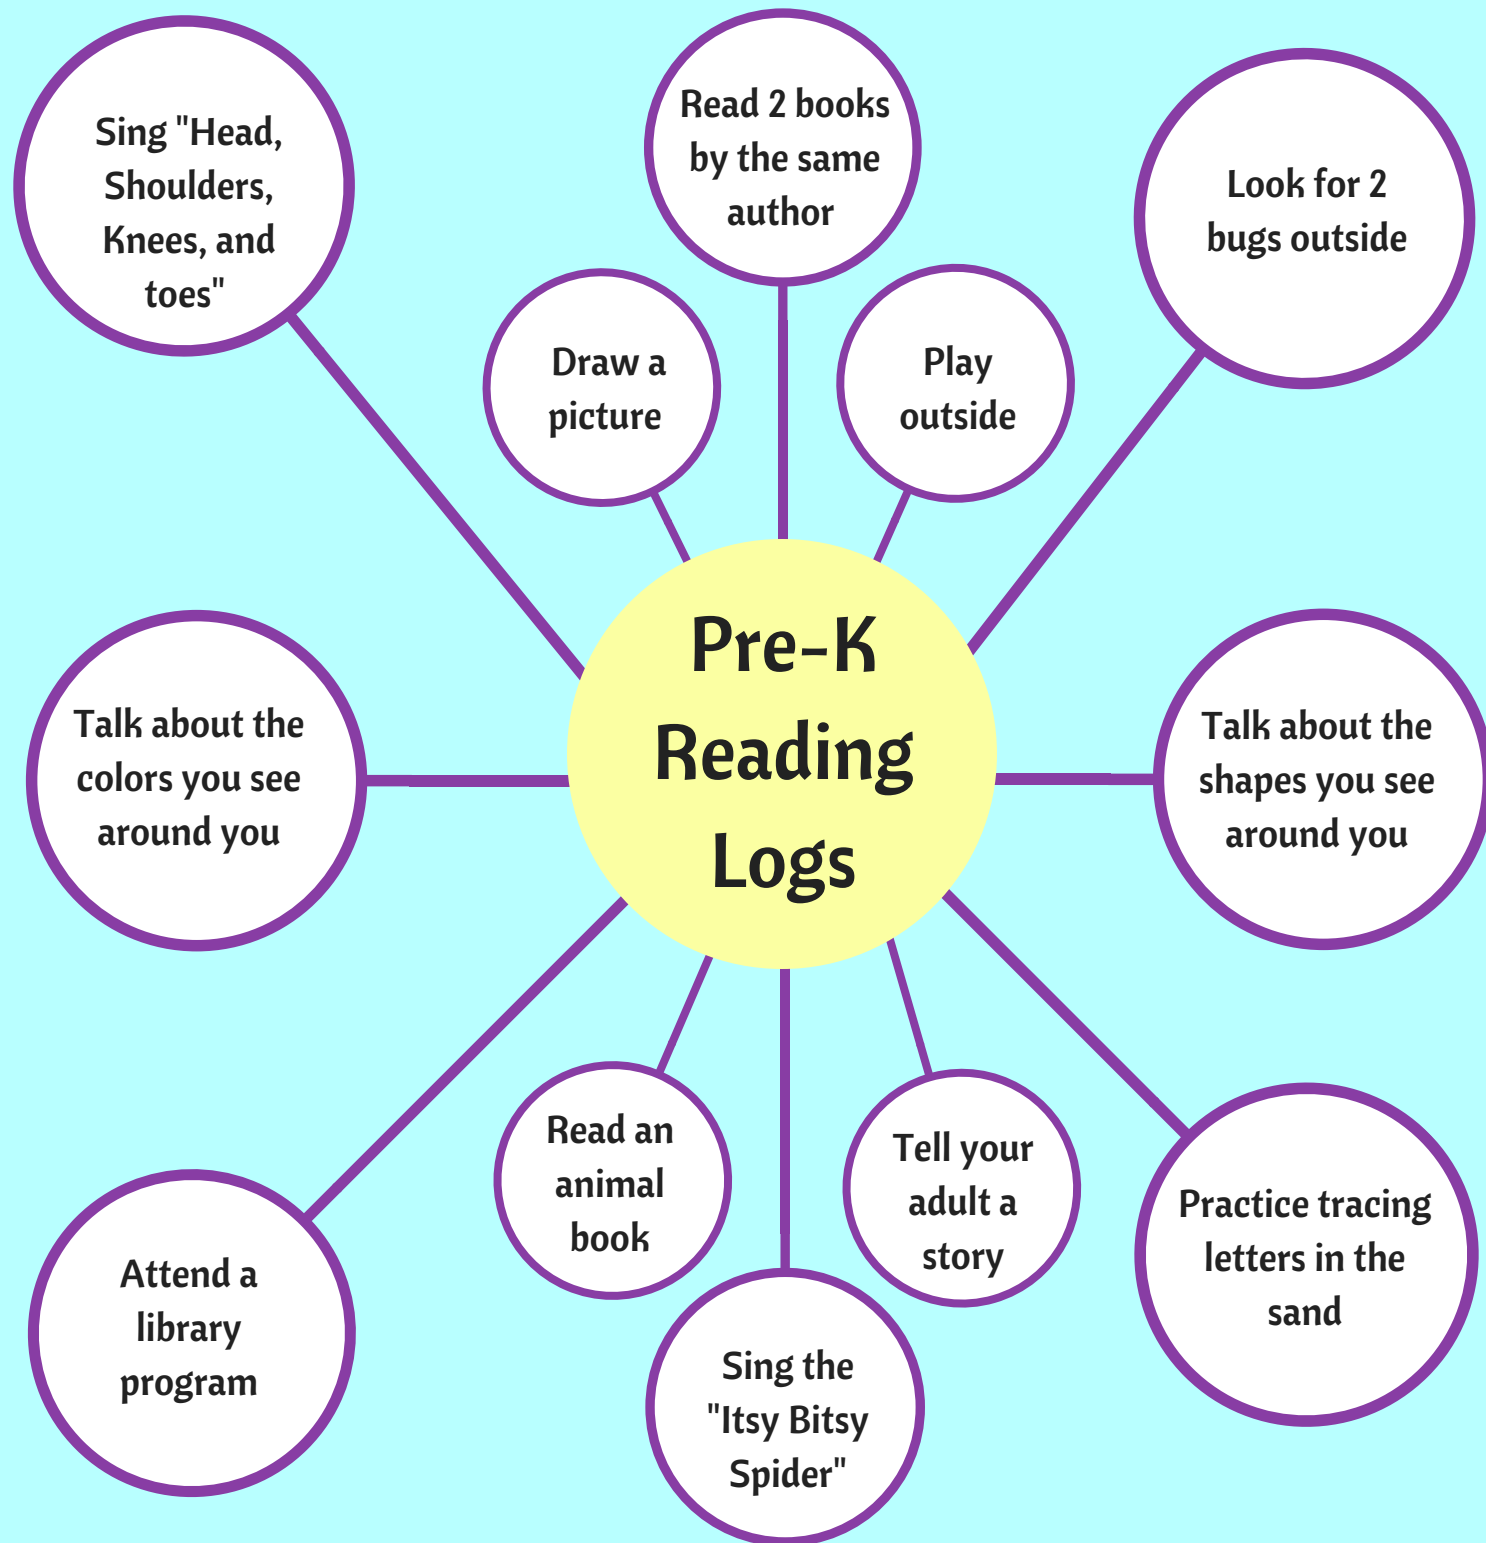 Sing "Head,
Shoulders,
Knees, and
toes"
Read 2 books
by the same
author
Look for 2
bugs outside
Draw a
picture
Play
outside
Pre-K
Reading
Logs
Talk about the
colors you see
around you
Talk about the
shapes you see
around you
Read an
animal
book
Tell your
adult a
story
Practice tracing
letters in the
sand
Attend a
library
program
Sing the
"Itsy Bitsy
Spider"